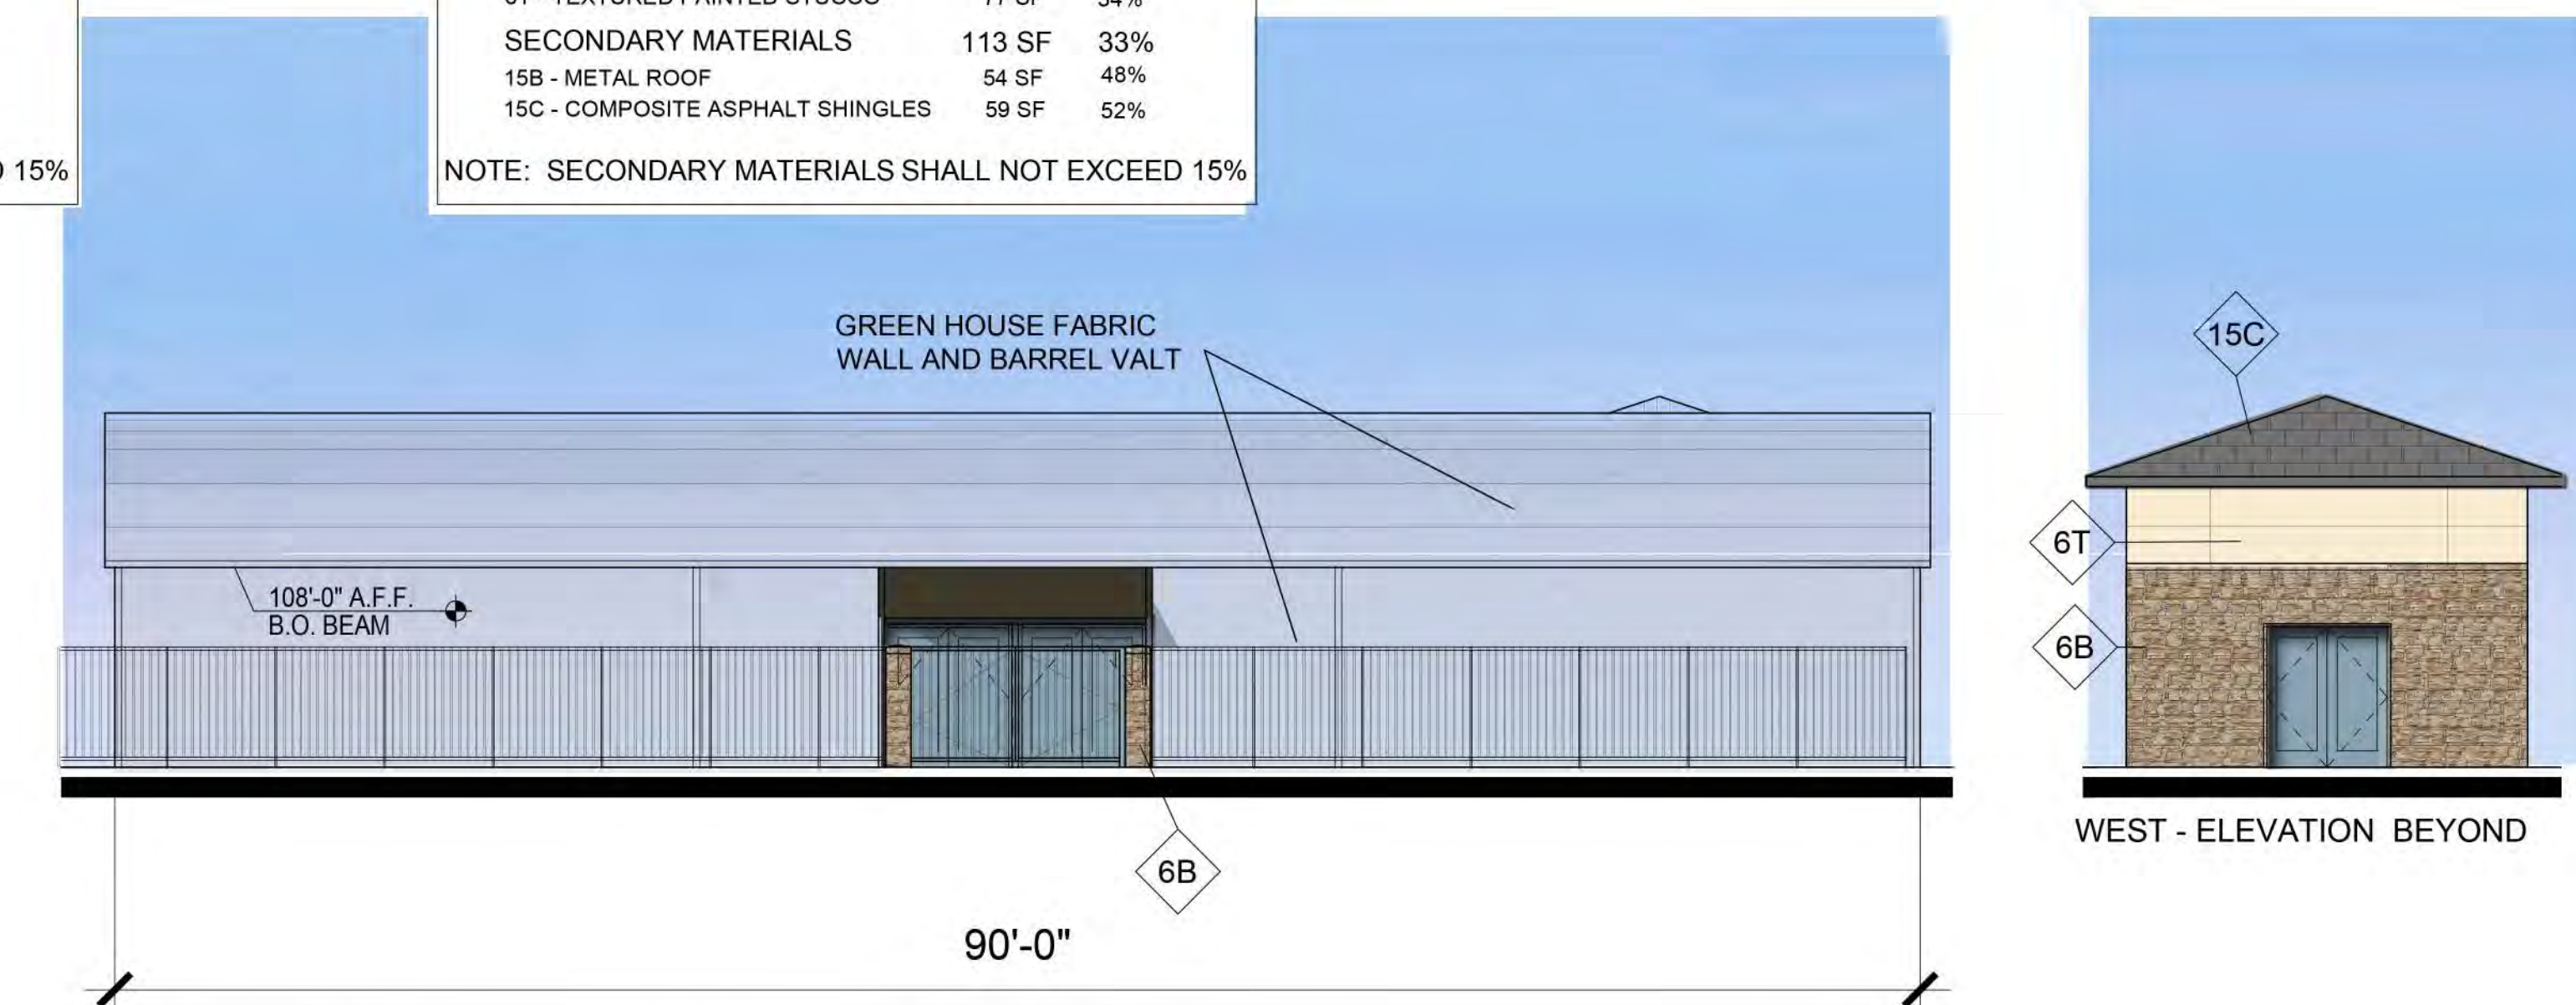 SECONDARY MATERIALS 113 SF 33%
15B - METAL ROOF 54 SF 48%
15C - COMPOSITE ASPHALT SHINGLES 59 SF 52%
15%
NOTE: SECONDARY MATERIALS SHALL NOT EXCEED 15%
GREEN HOUSE FABRIC
WALL AND BARREL VALT
15C
6T
108'-0" A.F.F.
B.O. BEAM
6B
WEST - ELEVATION BEYOND
6B
90'-0"